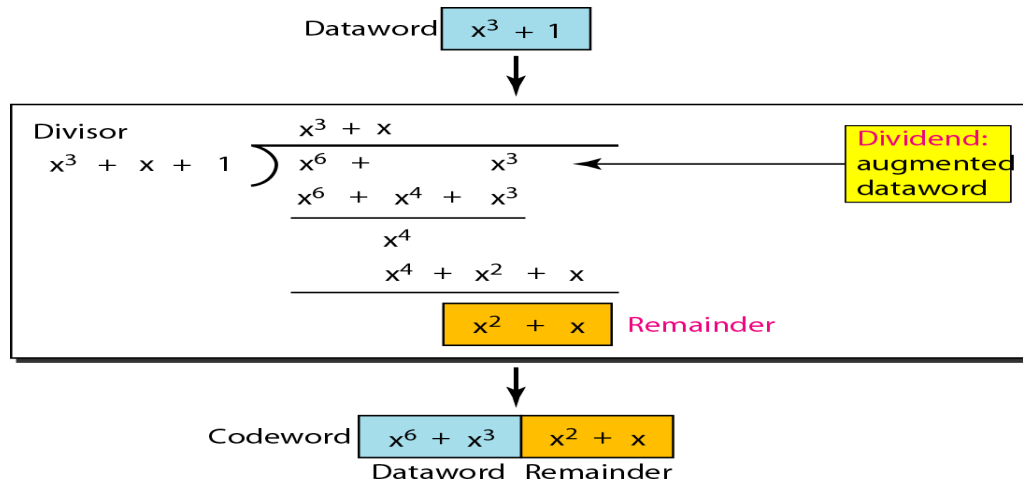 Dataword x³ + 1
Divisor x³ + x
x³ + x + 1 x⁶ + x³
Dividend:
augmented
dataword
x⁶ + x⁴ + x³
x⁴
x⁴ + x² + x
x² + x Remainder
Codeword x⁶ + x³ x² + x
Dataword Remainder